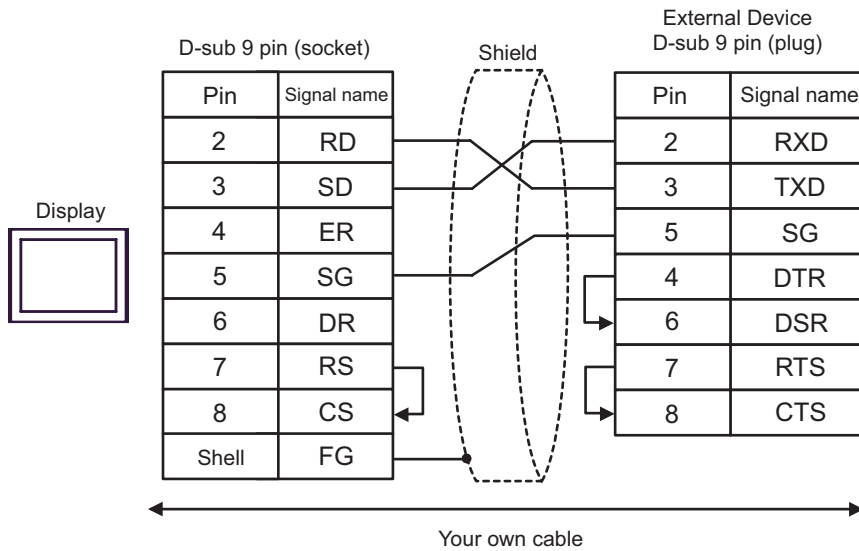 External Device
D-sub 9 pin (socket)
Shield
D-sub 9 pin (plug)
Pin Signal name
2 RD
3 SD
4 ER
5 SG
6 DR
7 RS
8 CS
Shell FG
Pin Signal name
2 RXD
3 TXD
5 SG
4 DTR
6 DSR
7 RTS
8 CTS
Display
Your own cable